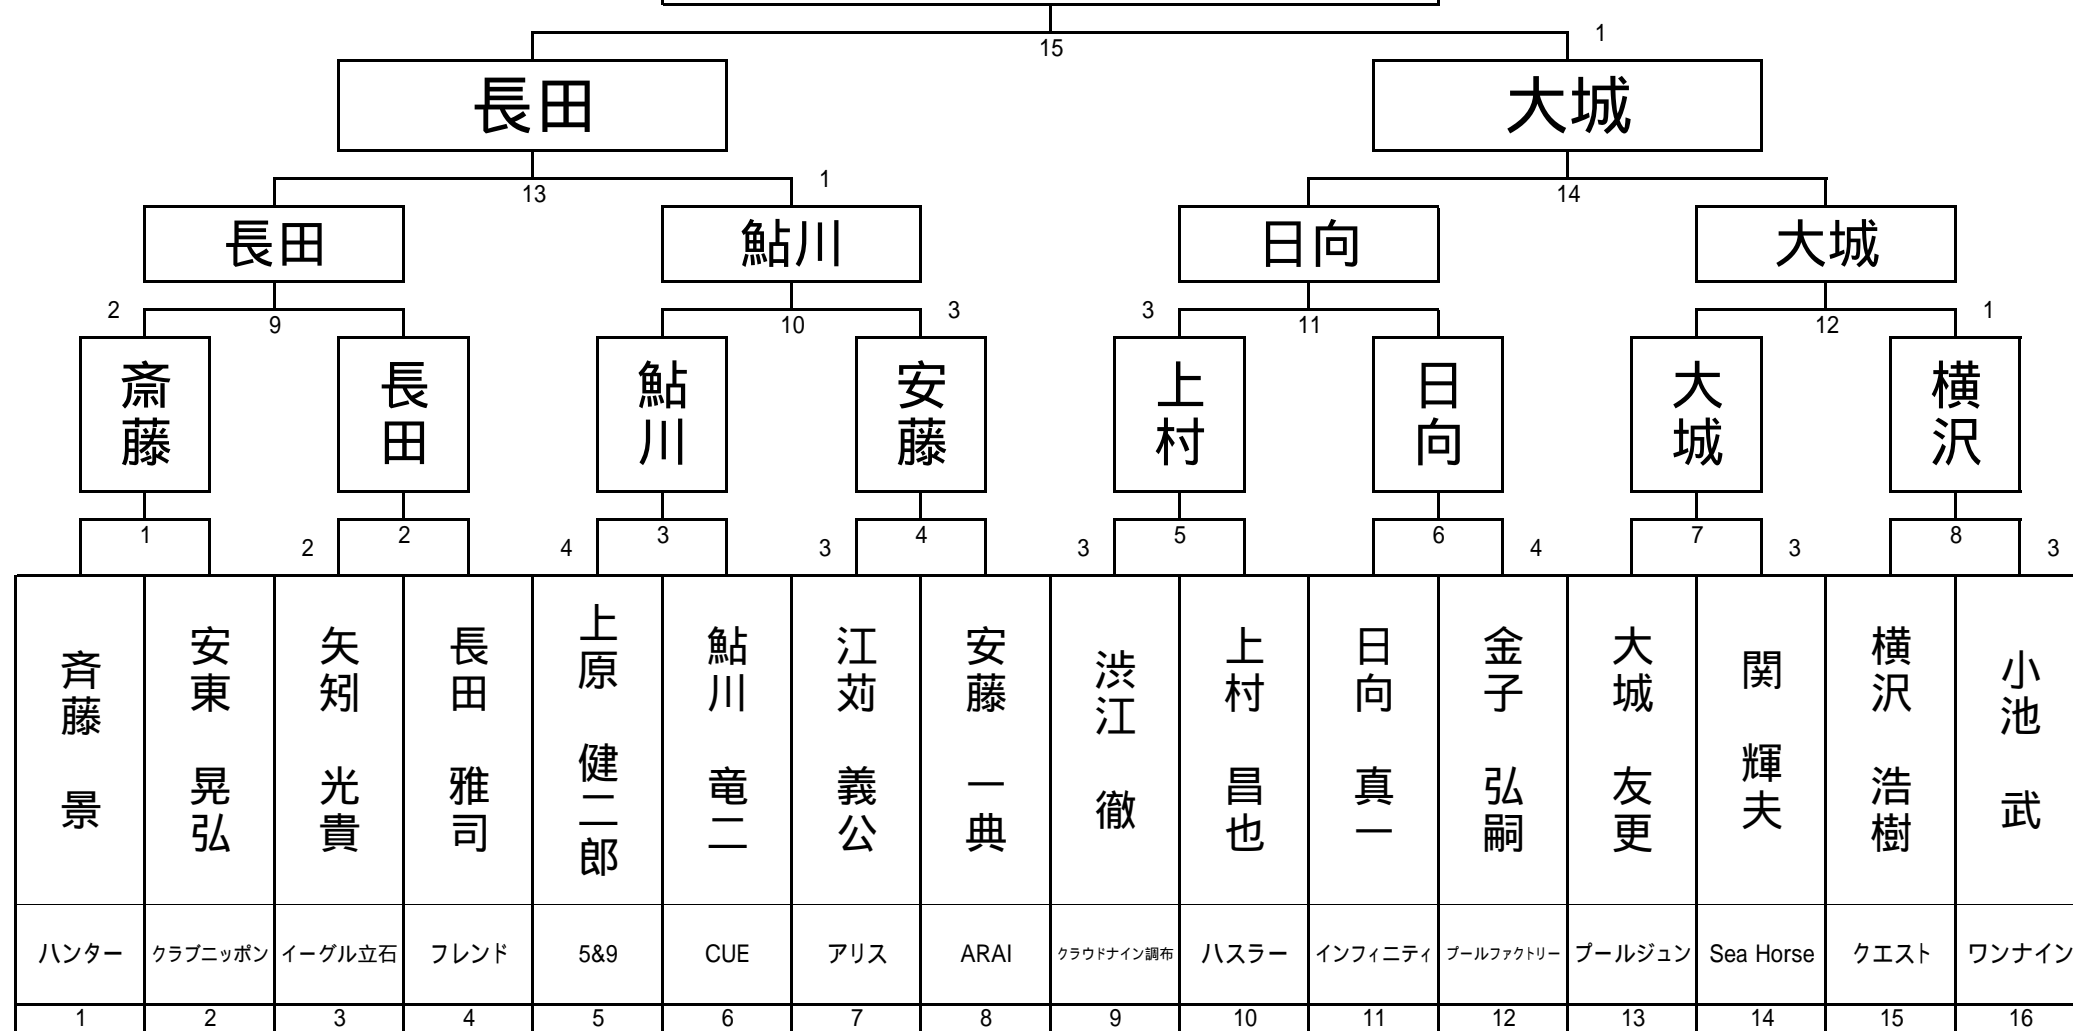 15 1
長田 大城
13 1 14
長田 鮎川 日向 大城
2 9 10 3 3 11 12 1
斎藤 長田 鮎川 安藤 上村 日向 大城 横沢
1 2 2 4 3 3 4 3 5 6 4 7 3 8 3
斉藤 景
安東 晃弘
矢矧 光貴
長田 雅司
上原 健二郎
鮎川 竜二
江苅 義公
安藤 一典
渋江 徹
上村 昌也
日向 真一
金子 弘嗣
大城 友更
関 輝夫
横沢 浩樹
小池 武
ハンター クラブニッポン イーグル立石 フレンド 5&9 CUE アリス ARAI クラウドナイン調布 ハスラー インフィニティ プールファクトリー プールジュン Sea Horse クエスト ワンナイン
1 2 3 4 5 6 7 8 9 10 11 12 13 14 15 16